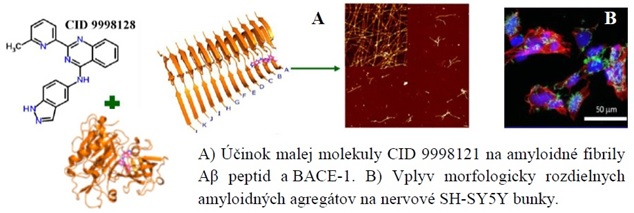 CID 9998128
A
B
H₃C
N
N
N
NH
HN
N
K J I H G F E D C B A
50 µm
A) Účinok malej molekuly CID 9998121 na amyloidné fibrily
Aβ peptid a BACE-1. B) Vplyv morfologicky rozdielnych
amyloidných agregátov na nervové SH-SY5Y bunky.